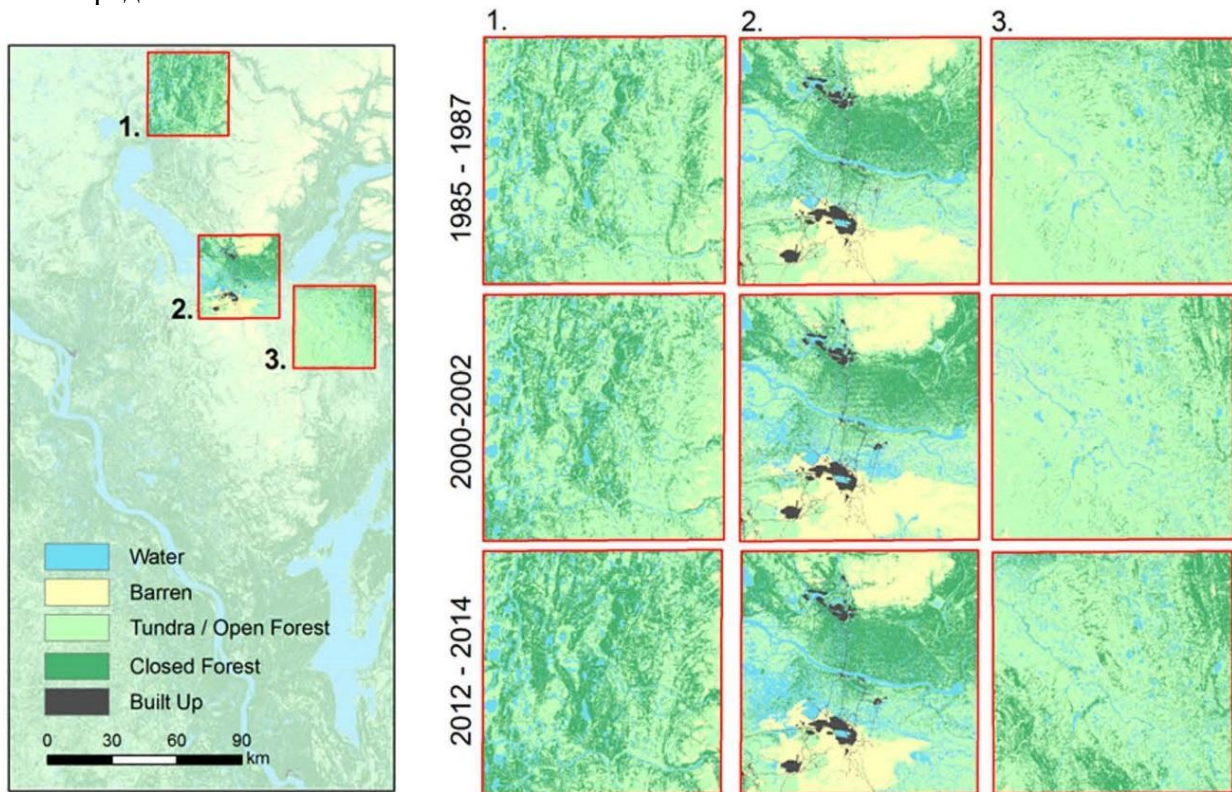 1.
2.
3.
Water
Barren
Tundra / Open Forest
Closed Forest
Built Up
0 30 60 90
km
1. 2. 3.
1985 - 1987
2000-2002
2012 - 2014